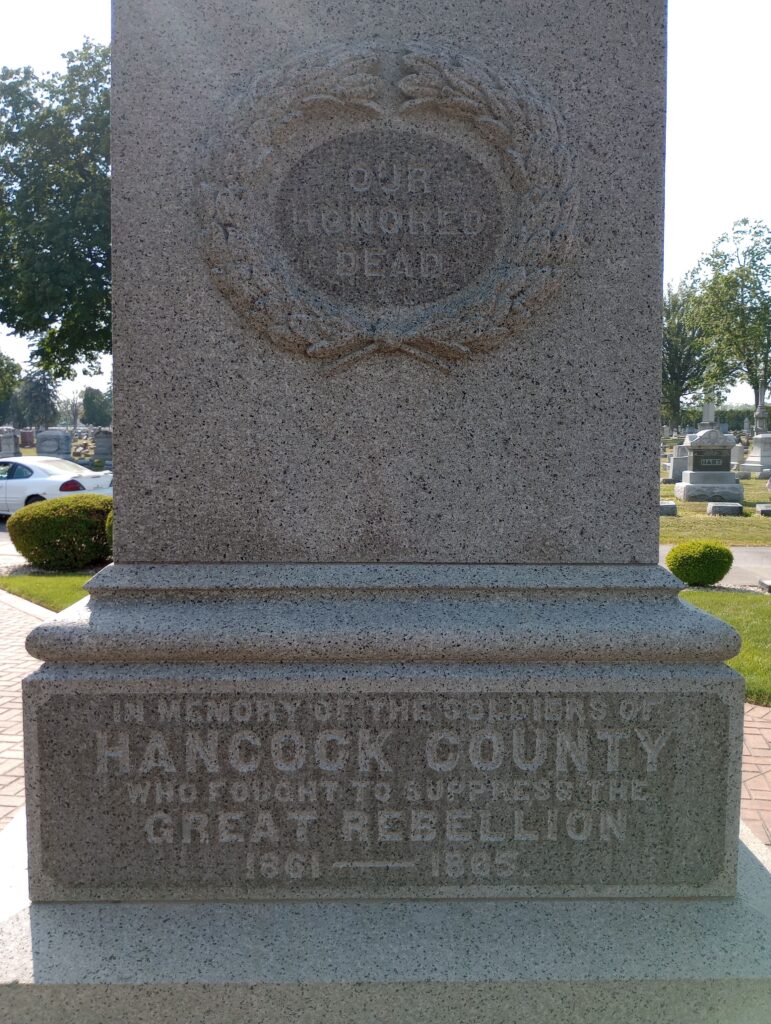 OUR
HONORED
DEAD
IN MEMORY OF THE SOLDIERS OF
HANCOCK COUNTY
WHO FOUGHT TO SUPPRESS THE
GREAT REBELLION
1861 — 1865.
HART